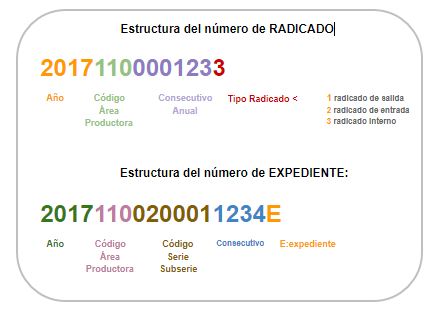 Estructura del número de RADICADO
20171100001233
Año Código Consecutivo Tipo Radicado < 1 radicado de salida
Área Anual 2 radicado de entrada
Productora 3 radicado interno
Estructura del número de EXPEDIENTE:
20171100200011234E
Año Código Código Consecutivo E:expediente
Área Serie
Productora Subserie